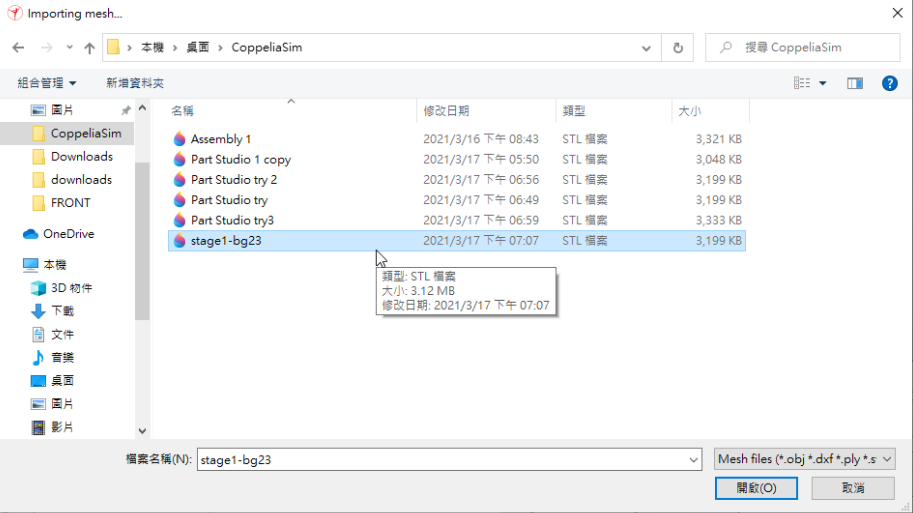 Importing mesh...
本機 › 桌面 › CoppeliaSim
搜尋 CoppeliaSim
組合管理 新增資料夾
圖片
CoppeliaSim
Downloads
downloads
FRONT
OneDrive
本機
3D 物件
下載
文件
音樂
桌面
圖片
影片
名稱 修改日期 類型 大小
Assembly 1 2021/3/16 下午 08:43 STL 檔案 3,321 KB
Part Studio 1 copy 2021/3/17 下午 05:50 STL 檔案 3,048 KB
Part Studio try 2 2021/3/17 下午 06:56 STL 檔案 3,199 KB
Part Studio try 2021/3/17 下午 06:49 STL 檔案 3,199 KB
Part Studio try3 2021/3/17 下午 06:59 STL 檔案 3,333 KB
stage1-bg23 2021/3/17 下午 07:07 STL 檔案 3,199 KB
類型: STL 檔案
大小: 3.12 MB
修改日期: 2021/3/17 下午 07:07
檔案名稱(N): stage1-bg23 Mesh files (*.obj *.dxf *.ply *.s
開啟(O) 取消